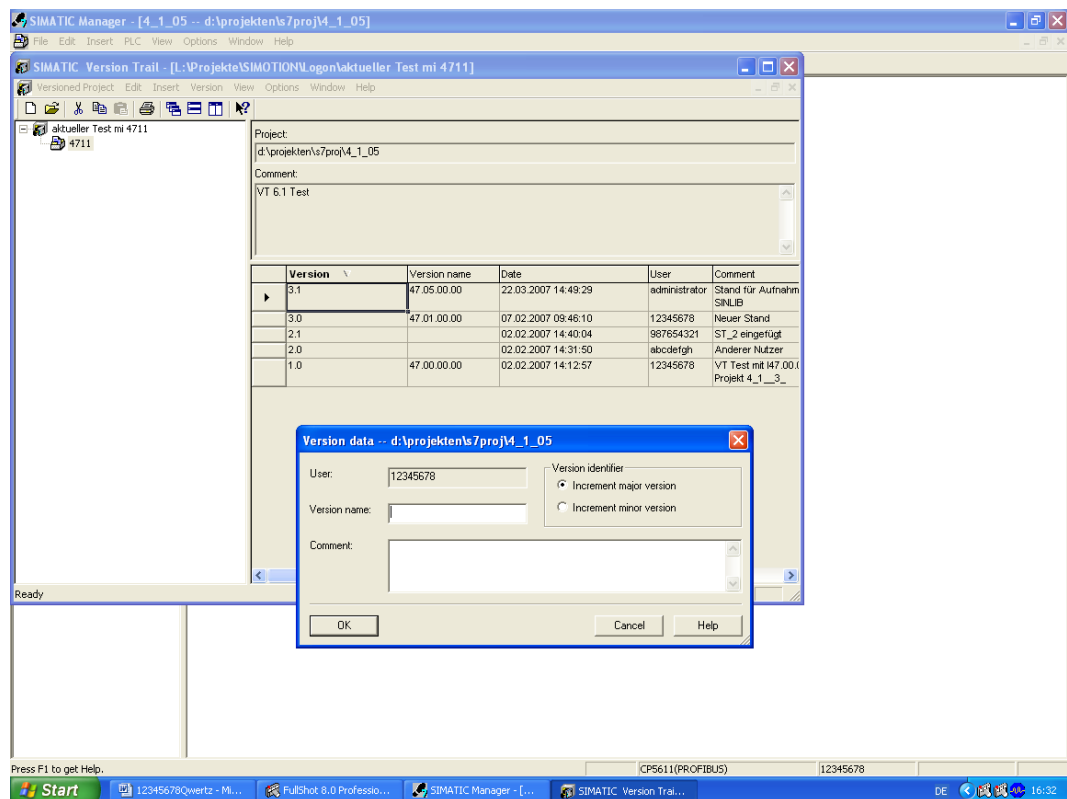 SIMATIC Manager - [4_1_05 -- d:\projekten\s7proj\4_1_05]
File Edit Insert PLC View Options Window Help
SIMATIC Version Trail - [L:\Projekte\SIMOTION\Logon\aktueller Test mi 4711]
Versioned Project Edit Insert Version View Options Window Help
aktueller Test mi 4711
4711
Project:
d:\projekten\s7proj\4_1_05
Comment:
VT 6.1 Test
Version Version name Date User Comment
3.1 47.05.00.00 22.03.2007 14:49:29 administrator Stand für Aufnahm
SINLIB
3.0 47.01.00.00 07.02.2007 09:46:10 12345678 Neuer Stand
2.1 02.02.2007 14:40:04 987654321 ST_2 eingefügt
2.0 02.02.2007 14:31:50 abcdefgh Anderer Nutzer
1.0 47.00.00.00 02.02.2007 14:12:57 12345678 VT Test mit I47.00.0
Projekt 4_1__3_
Version data -- d:\projekten\s7proj\4_1_05
User: 12345678
Version identifier
Increment major version
Version name:
Increment minor version
Comment:
OK Cancel Help
Ready
Press F1 to get Help. CP5611(PROFIBUS) 12345678
Start 12345678Qwertz - Mi... FullShot 8.0 Professio... SIMATIC Manager - [... SIMATIC Version Trai... DE 16:32